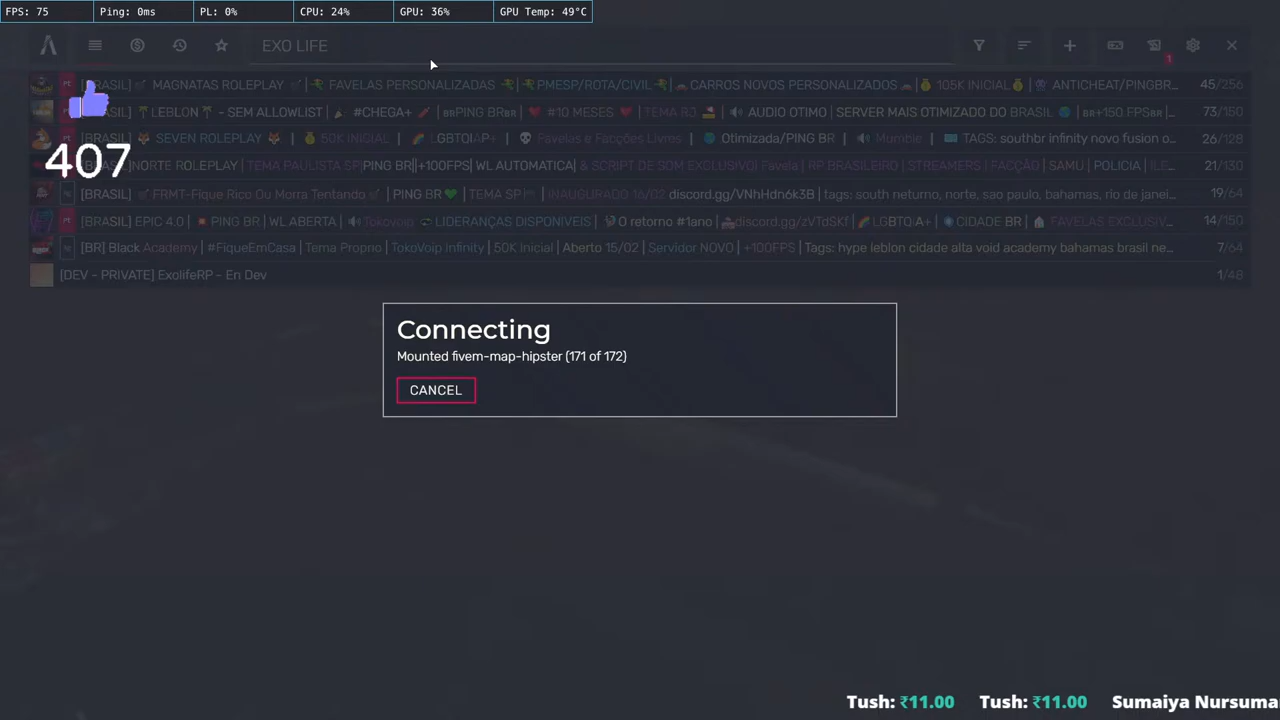 FPS: 75 Ping: 0ms PL: 0% CPU: 24% GPU: 36% GPU Temp: 49°C
EXO LIFE
1
[BRASIL] MAGNATAS ROLEPLAY | FAVELAS PERSONALIZADAS | PMESP/ROTA/CIVIL | CARROS NOVOS PERSONALIZADOS | 105K INICIAL | ANTICHEAT/PINGBR... 45/256
[BRASIL] LEBLON - SEM ALLOWLIST | #CHEGA+ | PING BR | #10 MESES | TEMA RJ | AUDIO OTIMO | SERVER MAIS OTIMIZADO DO BRASIL | +150 FPS... 73/150
[BRASIL] SEVEN ROLEPLAY | 50K INICIAL | LGBTQIAP+ | Favelas e Facções Livres | Otimizada/PING BR | Mumble | TAGS: southbr infinity novo fusion o... 26/128
407
[BRASIL] NORTE ROLEPLAY | TEMA PAULISTA | SP | PING BR||+100FPS| WL AUTOMATICA| & SCRIPT DE SOM EXCLUSIVO BRASILEIRO | STREAMERS | FACÇÃO | SAMU | POLICIA | ILE... 21/130
[BRASIL] FRMT-Fique Rico Ou Morra Tentando | PING BR | TEMA SP | INAUGURADO 16/02 discord.gg/VNhHdn6k3B | tags: south neturno, norte, sao paulo, bahamas, rio de janei... 19/64
[BRASIL] EPIC 4.0 | PING BR | WL ABERTA | Tokovoip LIDERANÇAS DISPONIVEIS | O retorno #1ano | discord.gg/zVTdSKf | LGBTQ A+ | CIDADE BR | FAVELAS EXCLUSIV... 14/150
[BR] Black Academy | #FiqueEmCasa | Tema Proprio | TokoVoip Infinity | 50K Inicial | Aberto 15/02 | Servidor NOVO | +100FPS | Tags: hype leblon cidade alta void academy bahamas brasil ne... 7/64
[DEV - PRIVATE] ExolifeRP - En Dev 1/48
Connecting
Mounted fivem-map-hipster (171 of 172)
CANCEL
Tush: ₹11.00 Tush: ₹11.00 Sumaiya Nursuma